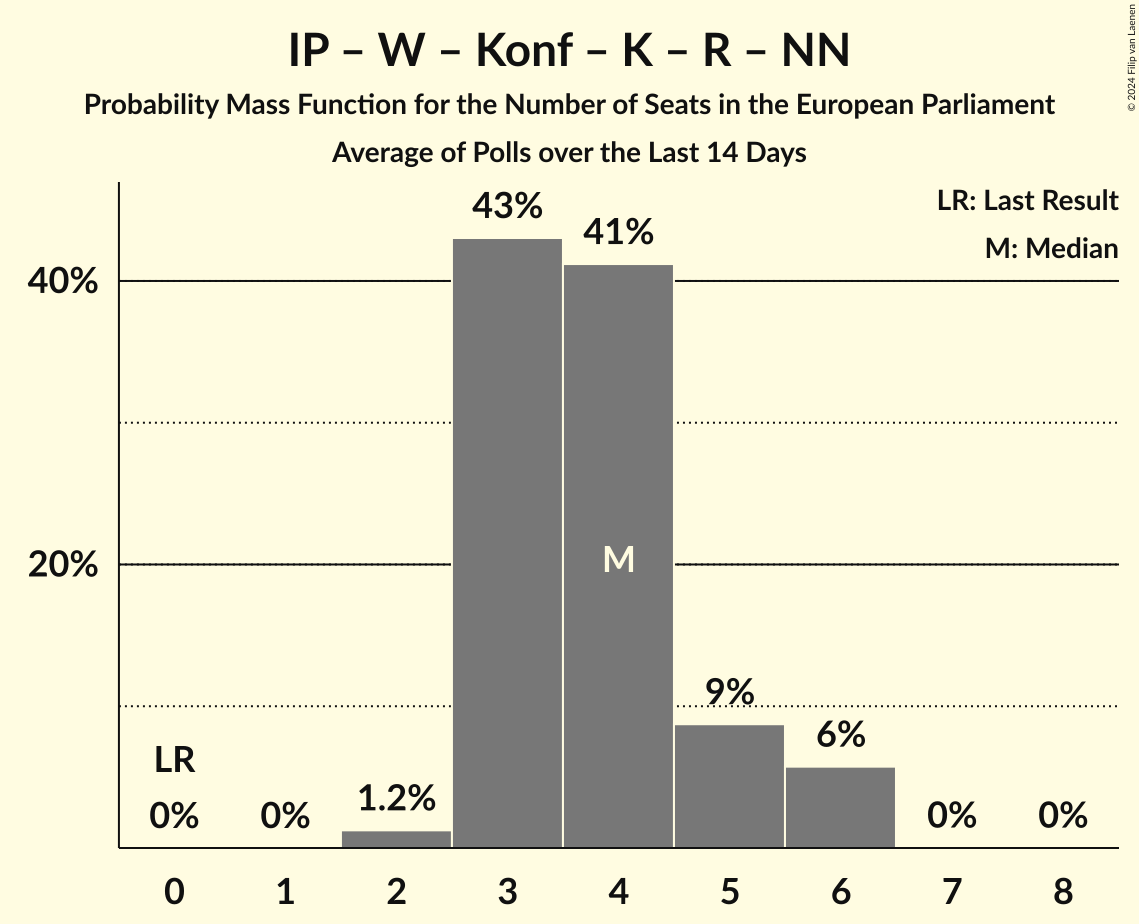 IP – W – Konf – K – R – NN
Probability Mass Function for the Number of Seats in the European Parliament
Average of Polls over the Last 14 Days
© 2024 Filip van Laenen
LR: Last Result
M: Median
43%
41%
40%
20%
M
9%
6%
LR
1.2%
0%
0%
0%
0%
0
1
2
3
4
5
6
7
8